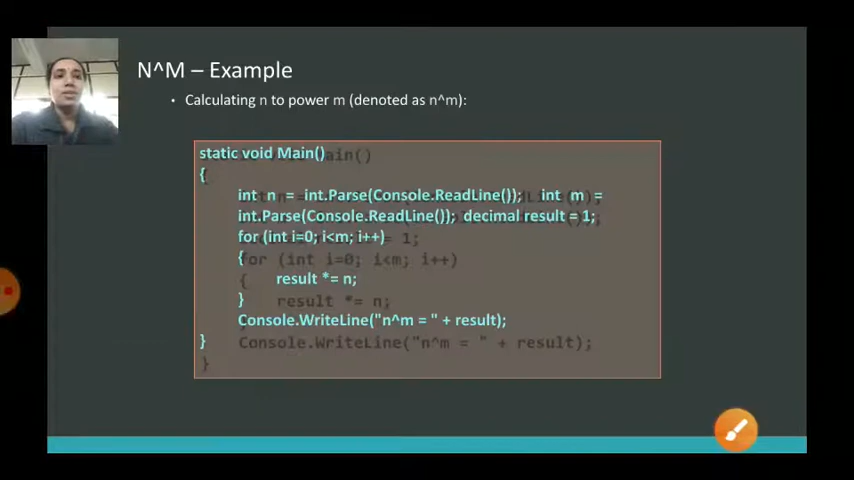 N^M – Example
• Calculating n to power m (denoted as n^m):
static void Main()
{
int n = int.Parse(Console.ReadLine()); int m =
int.Parse(Console.ReadLine()); decimal result = 1;
for (int i=0; i<m; i++)
{
result *= n;
}
Console.WriteLine("n^m = " + result);
}